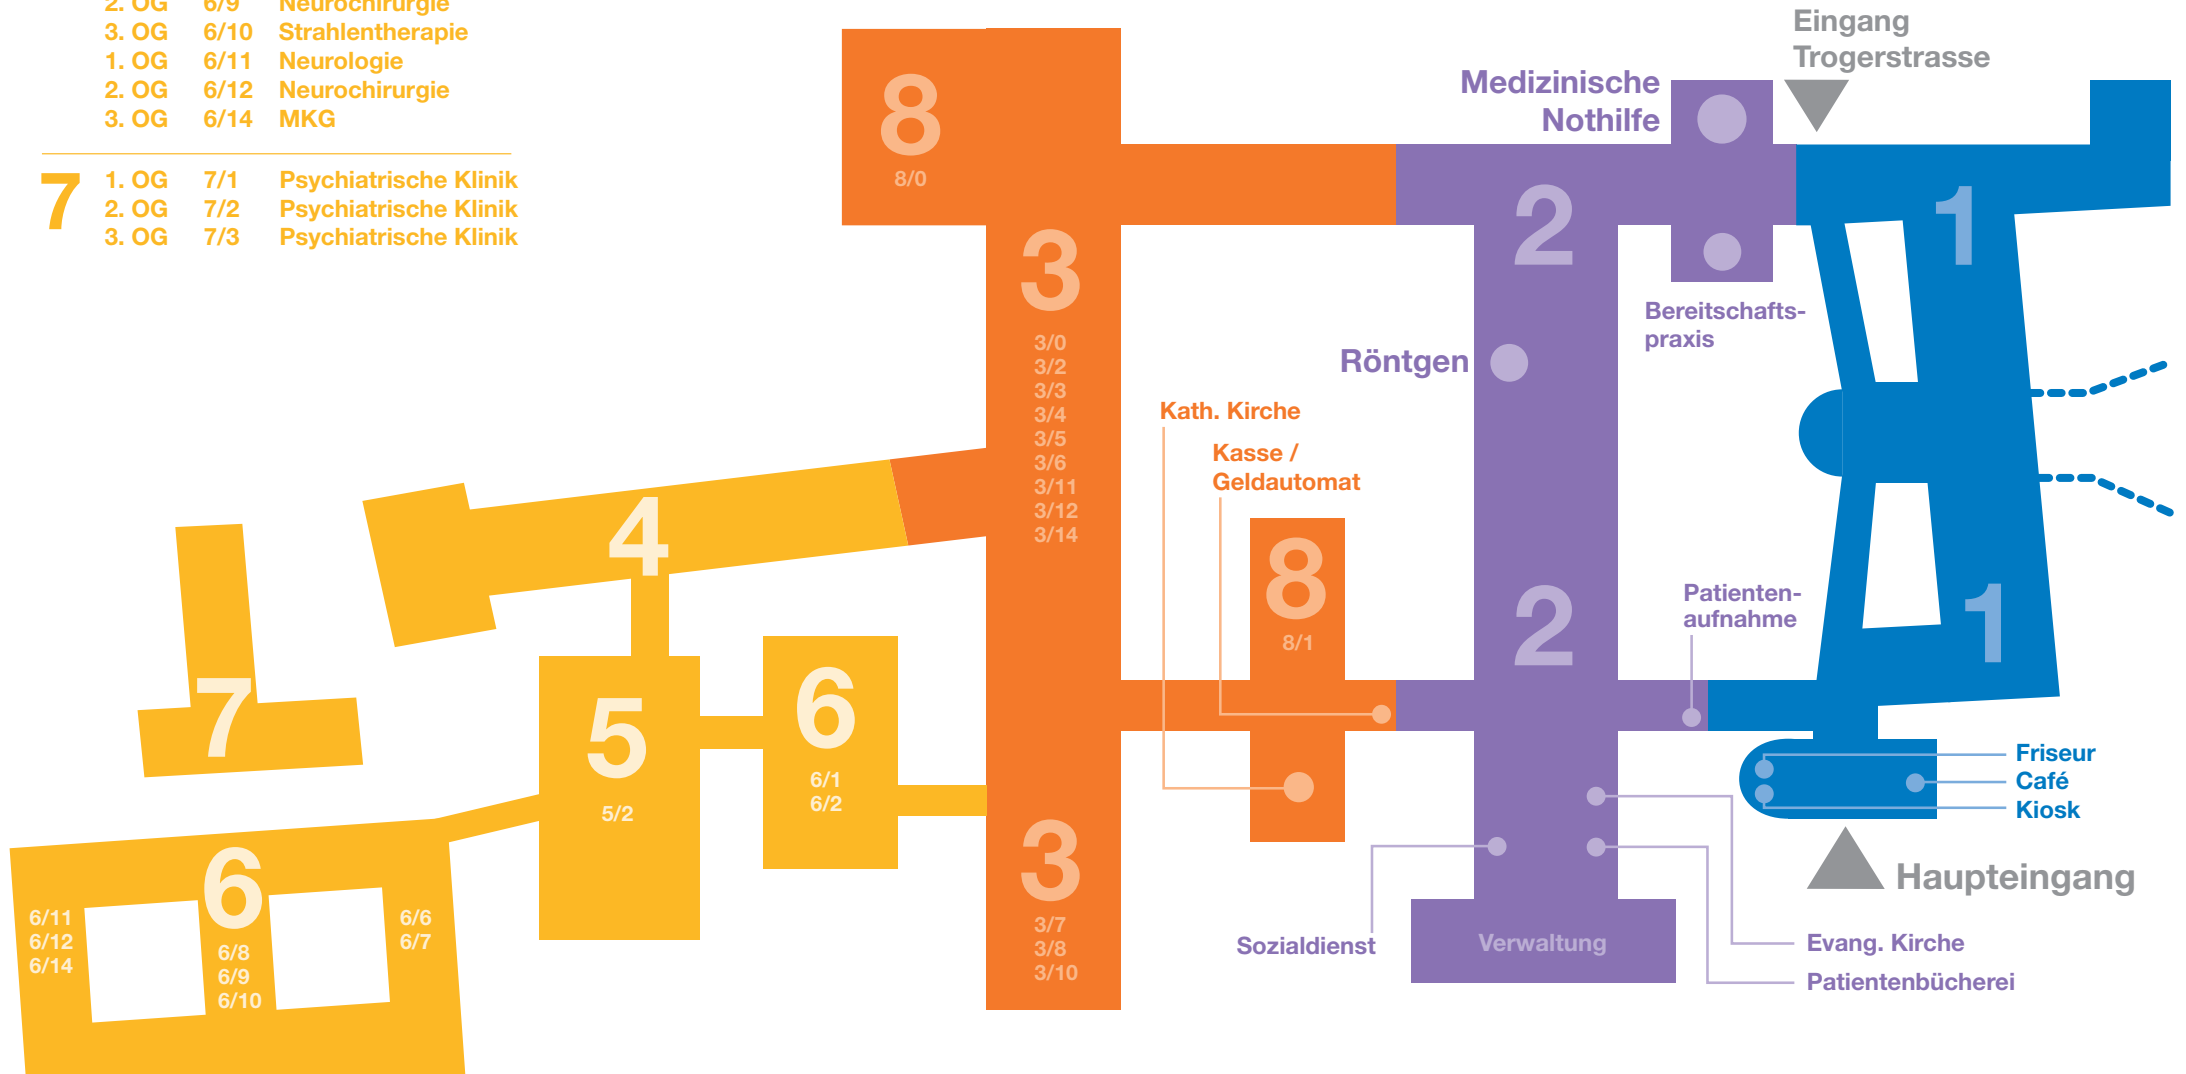 2. OG 6/9 Neurochirurgie
3. OG 6/10 Strahlentherapie
1. OG 6/11 Neurologie
2. OG 6/12 Neurochirurgie
3. OG 6/14 MKG
7
1. OG 7/1 Psychiatrische Klinik
2. OG 7/2 Psychiatrische Klinik
3. OG 7/3 Psychiatrische Klinik
Eingang
Trogerstrasse
Medizinische
Nothilfe
8
8/0
2
1
3
Bereitschafts-
praxis
3/0
3/2
3/3
3/4
3/5
3/6
3/11
3/12
3/14
Röntgen
Kath. Kirche
Kasse /
Geldautomat
4
8
8/1
2
Patienten-
aufnahme
1
7
5
5/2
6
6/1
6/2
Friseur
Café
Kiosk
3
3/7
3/8
3/10
6
6/11
6/12
6/14
6/8
6/9
6/10
6/6
6/7
Haupteingang
Sozialdienst
Verwaltung
Evang. Kirche
Patientenbücherei